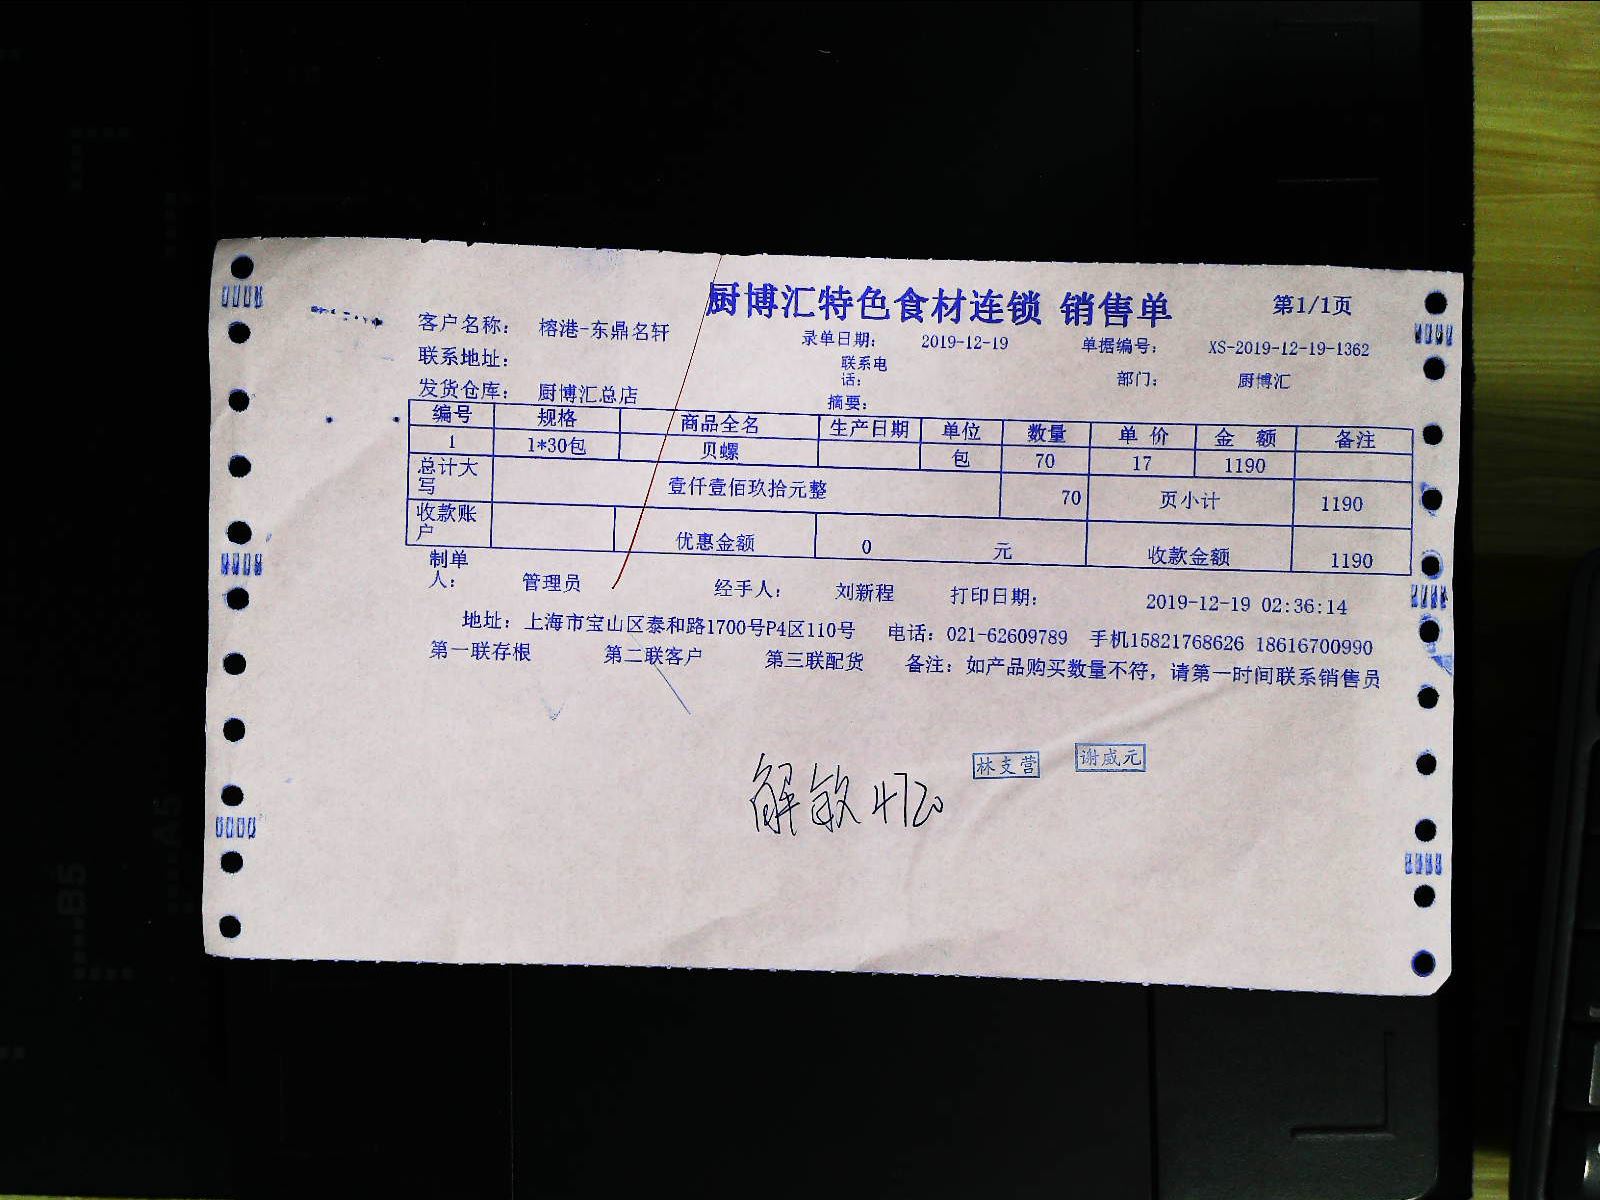 厨博汇特色食材连锁 销售单 第1/1页
客户名称： 榕港-东鼎名轩 录单日期： 2019-12-19 单据编号： XS-2019-12-19-1362
联系地址： 联系电话： 部门： 厨博汇
发货仓库： 厨博汇总店 摘要：
编号 规格 商品全名 生产日期 单位 数量 单 价 金 额 备注
1 1*30包 贝螺 包 70 17 1190
总计大写 壹仟壹佰玖拾元整 70 页小计 1190
收款账户 优惠金额 0 元 收款金额 1190
制单人： 管理员 经手人： 刘新程 打印日期： 2019-12-19 02:36:14
地址：上海市宝山区泰和路1700号P4区110号 电话：021-62609789 手机15821768626 18616700990
第一联存根 第二联客户 第三联配货 备注：如产品购买数量不符，请第一时间联系销售员
林支营 谢威元
解敏
B5
A5